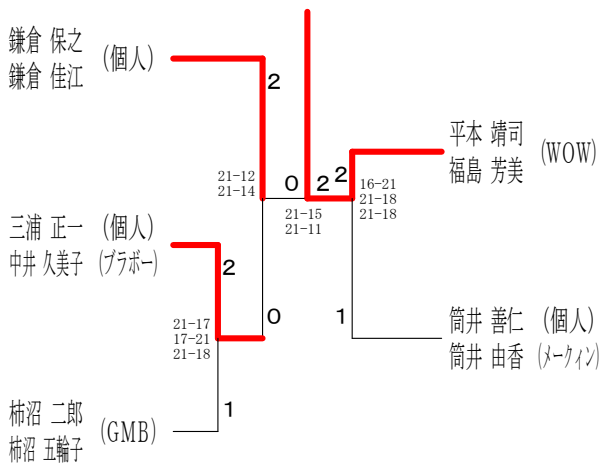 鎌倉 保之 (個人)
鎌倉 佳江
2
21-12
21-14
0
2
2
21-15
21-11
16-21
21-18
21-18
平本 靖司 (WOW)
福島 芳美
三浦 正一 (個人)
中井 久美子 (ブラボー)
2
0
21-17
17-21
21-18
1
1
筒井 善仁 (個人)
筒井 由香 (メークィン)
柿沼 二郎 (GMB)
柿沼 五輪子